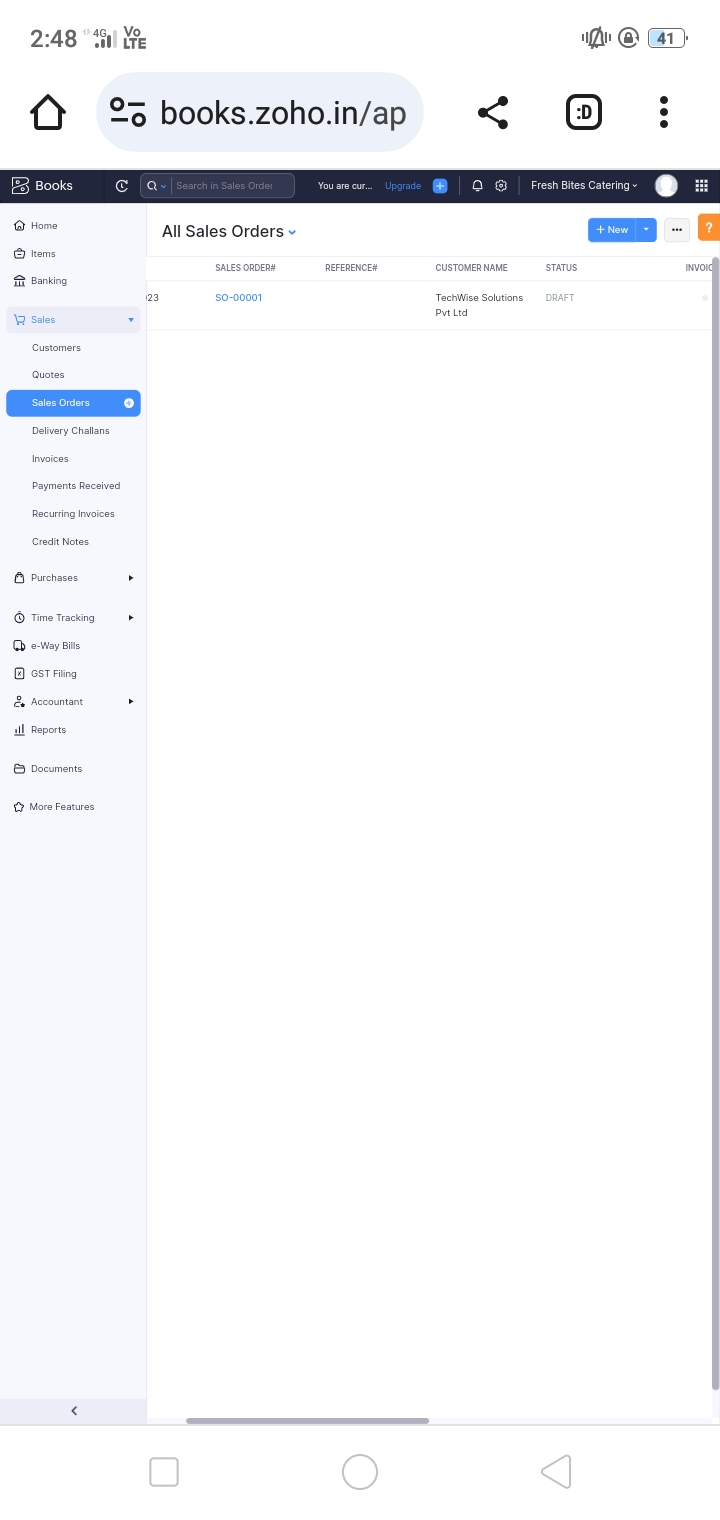 2:48 4G Vo LTE 41
books.zoho.in/ap :D
Books Search in Sales Order You are cur... Upgrade Fresh Bites Catering
Home
Items
Banking
Sales
Customers
Quotes
Sales Orders
Delivery Challans
Invoices
Payments Received
Recurring Invoices
Credit Notes
Purchases
Time Tracking
e-Way Bills
GST Filing
Accountant
Reports
Documents
More Features
All Sales Orders + New ?
SALES ORDER# REFERENCE# CUSTOMER NAME STATUS INVOIC
23 SO-00001 TechWise Solutions DRAFT
Pvt Ltd